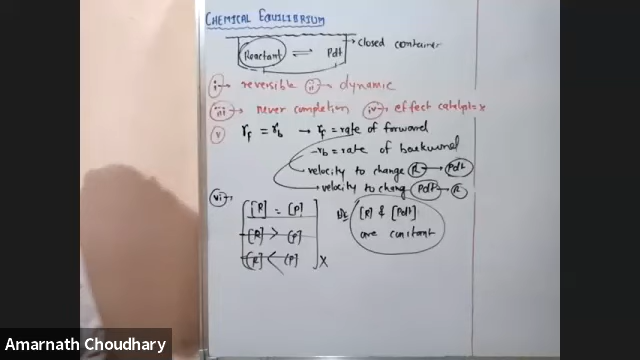 CHEMICAL EQUILIBRIUM
Reactant ⇌ Pdt → closed container
i → reversible ii → dynamic
iii → never completion iv → effect catalyst x
v rf = rb → rf = rate of forward
rb = rate of backward
velocity to change R → Pdt
velocity to chang Pdt → R
vi → [R] = [P] [R] & [Pdt]
[R] > [P] are constant
[R] < [P] X
Amarnath Choudhary